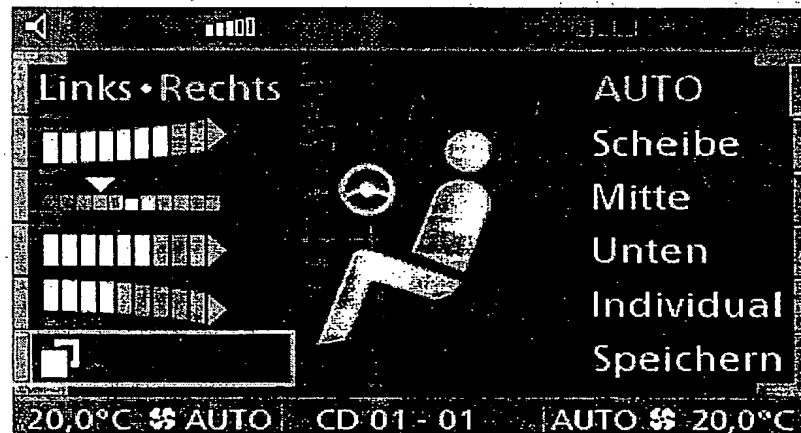 Links • Rechts
AUTO
Scheibe
Mitte
Unten
Individual
Speichern
20,0°C AUTO
CD 01 - 01
AUTO 20,0°C